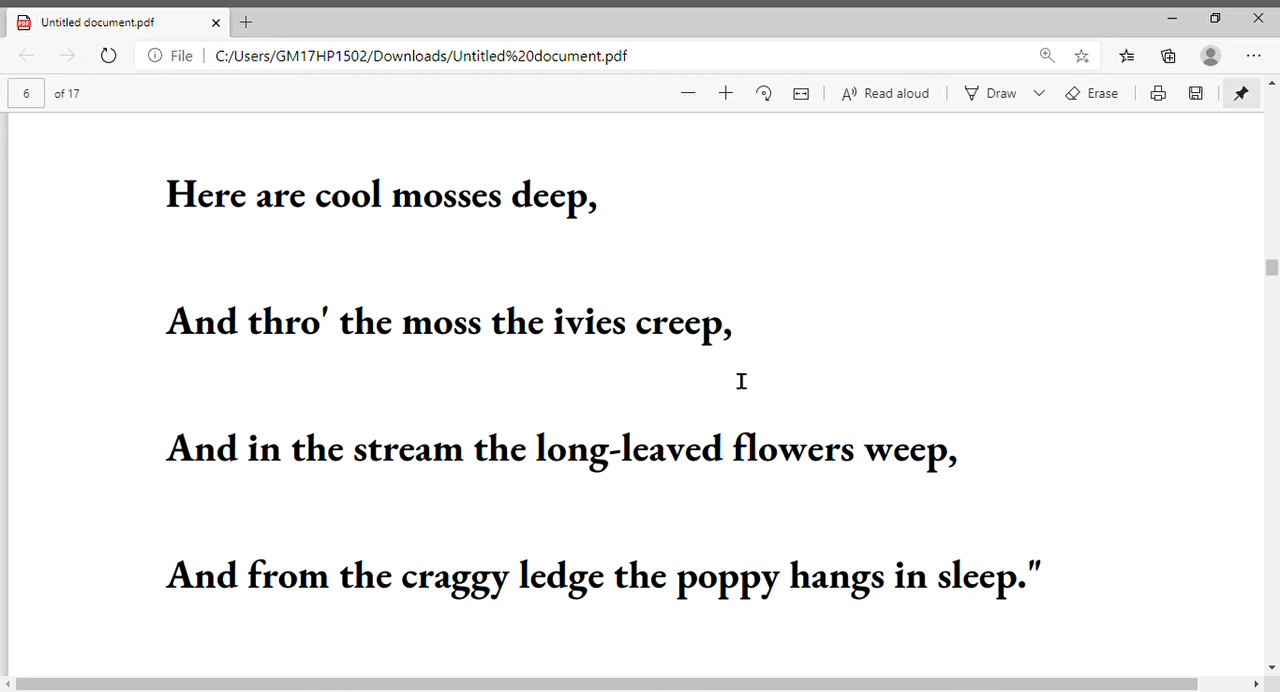 Untitled document.pdf
File C:/Users/GM17HP1502/Downloads/Untitled%20document.pdf
6 of 17 Read aloud Draw Erase
Here are cool mosses deep,
And thro' the moss the ivies creep,
And in the stream the long-leaved flowers weep,
And from the craggy ledge the poppy hangs in sleep."